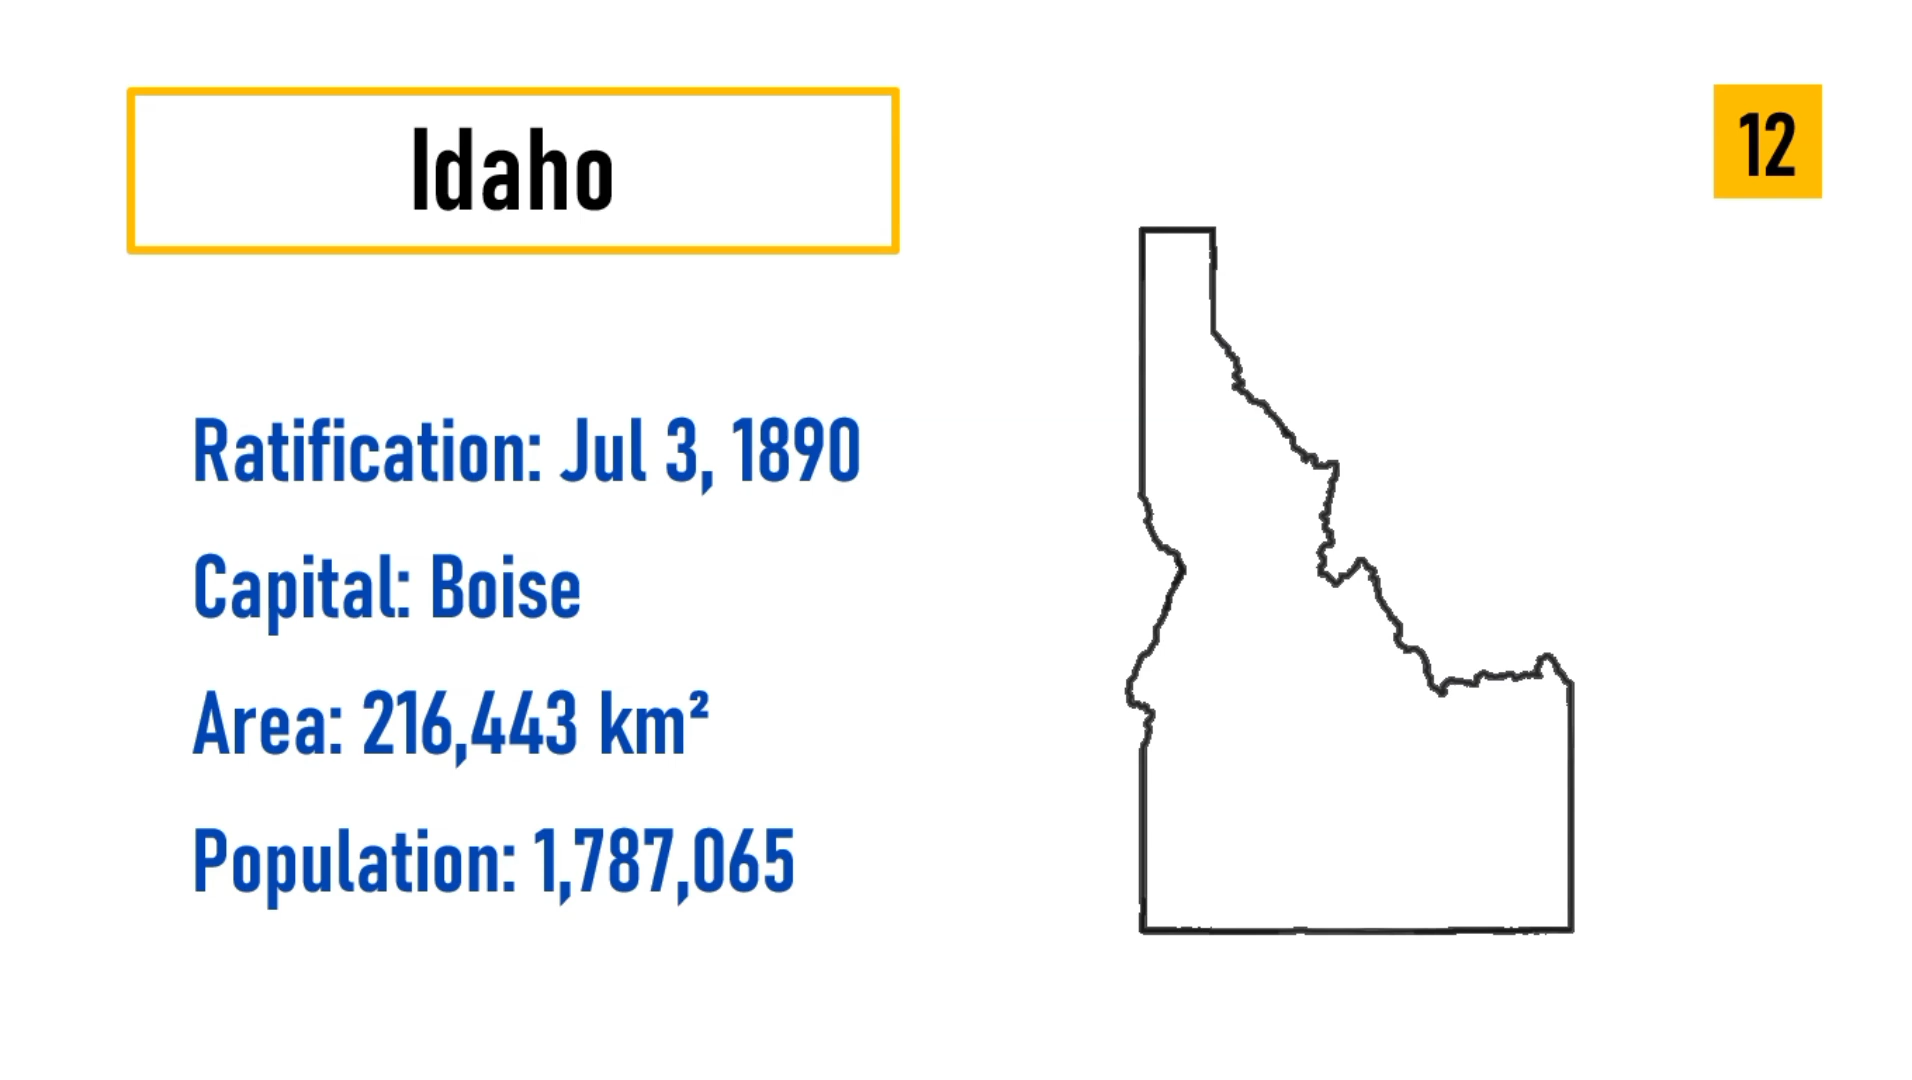 Idaho
12
Ratification: Jul 3, 1890
Capital: Boise
Area: 216,443 km²
Population: 1,787,065